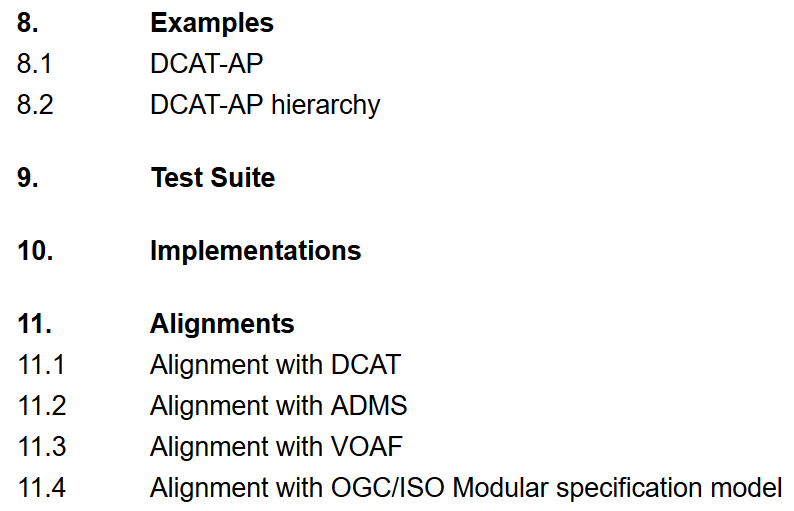 8. Examples
8.1 DCAT-AP
8.2 DCAT-AP hierarchy
9. Test Suite
10. Implementations
11. Alignments
11.1 Alignment with DCAT
11.2 Alignment with ADMS
11.3 Alignment with VOAF
11.4 Alignment with OGC/ISO Modular specification model